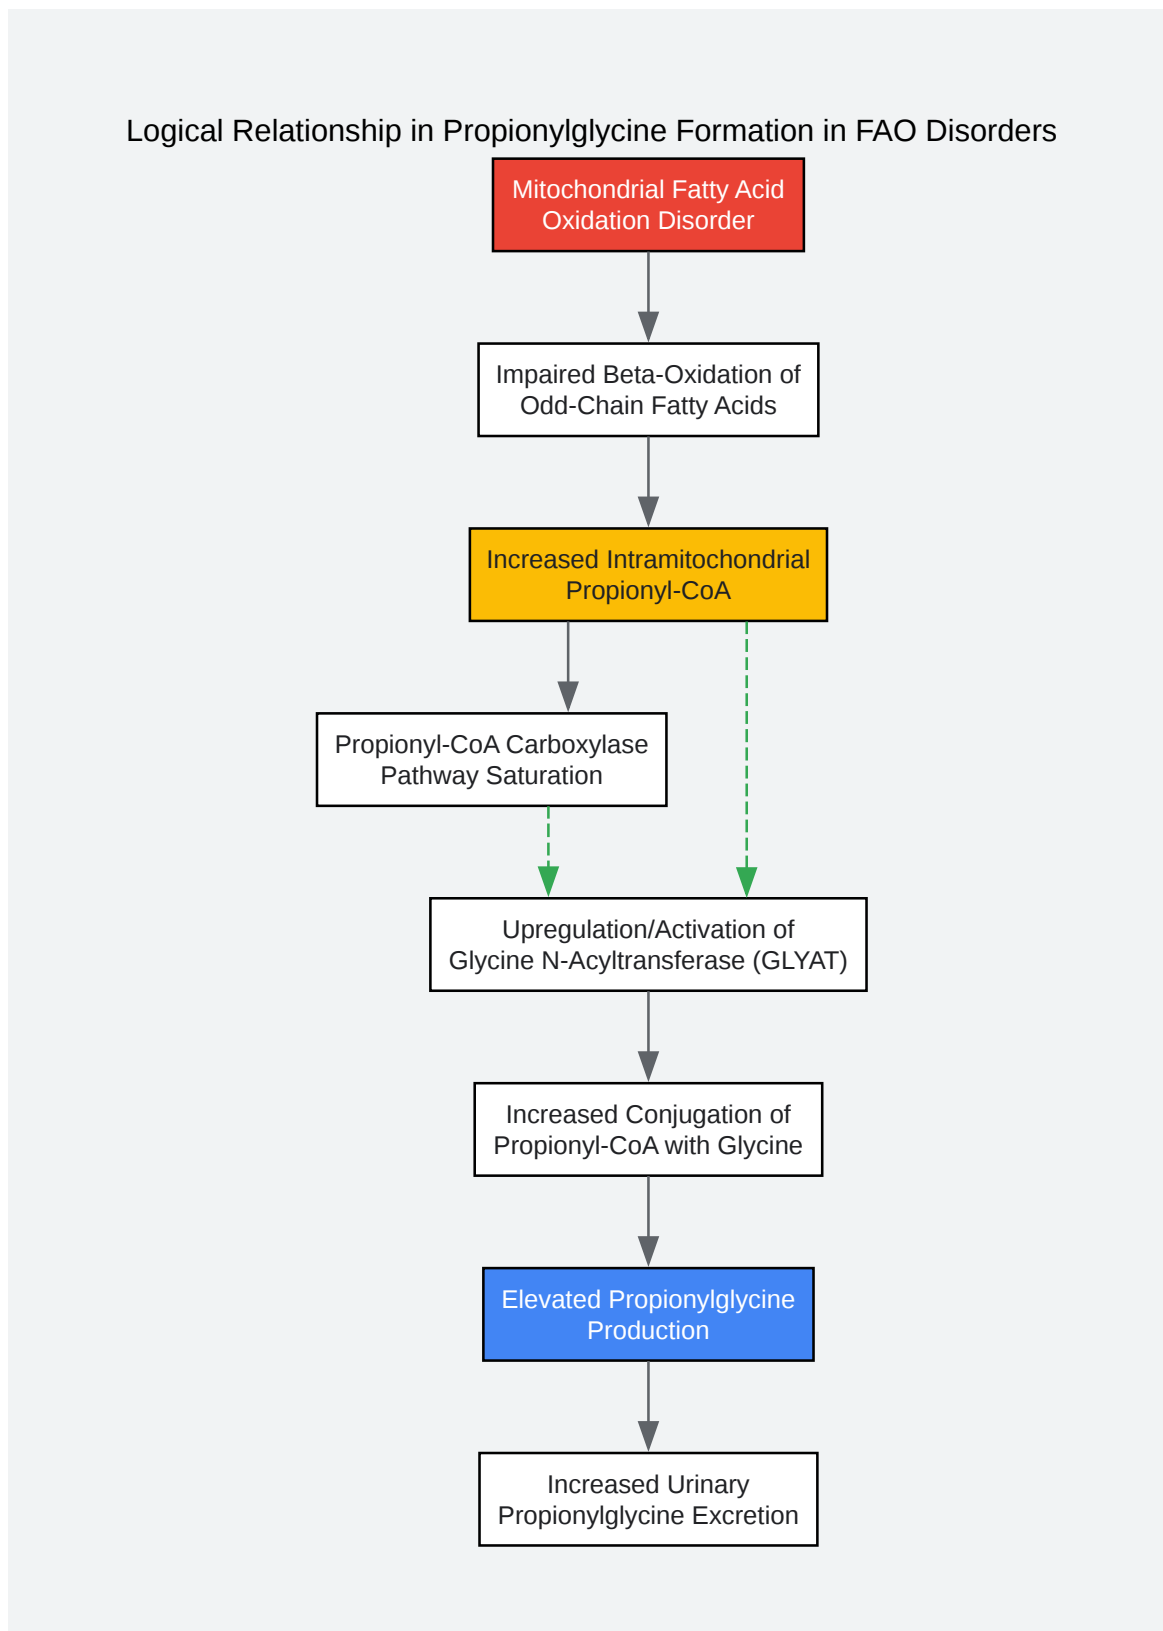 Logical Relationship in Propionylglycine Formation in FAO Disorders
Mitochondrial Fatty Acid
Oxidation Disorder
Impaired Beta-Oxidation of
Odd-Chain Fatty Acids
Increased Intramitochondrial
Propionyl-CoA
Propionyl-CoA Carboxylase
Pathway Saturation
Upregulation/Activation of
Glycine N-Acyltransferase (GLYAT)
Increased Conjugation of
Propionyl-CoA with Glycine
Elevated Propionylglycine
Production
Increased Urinary
Propionylglycine Excretion